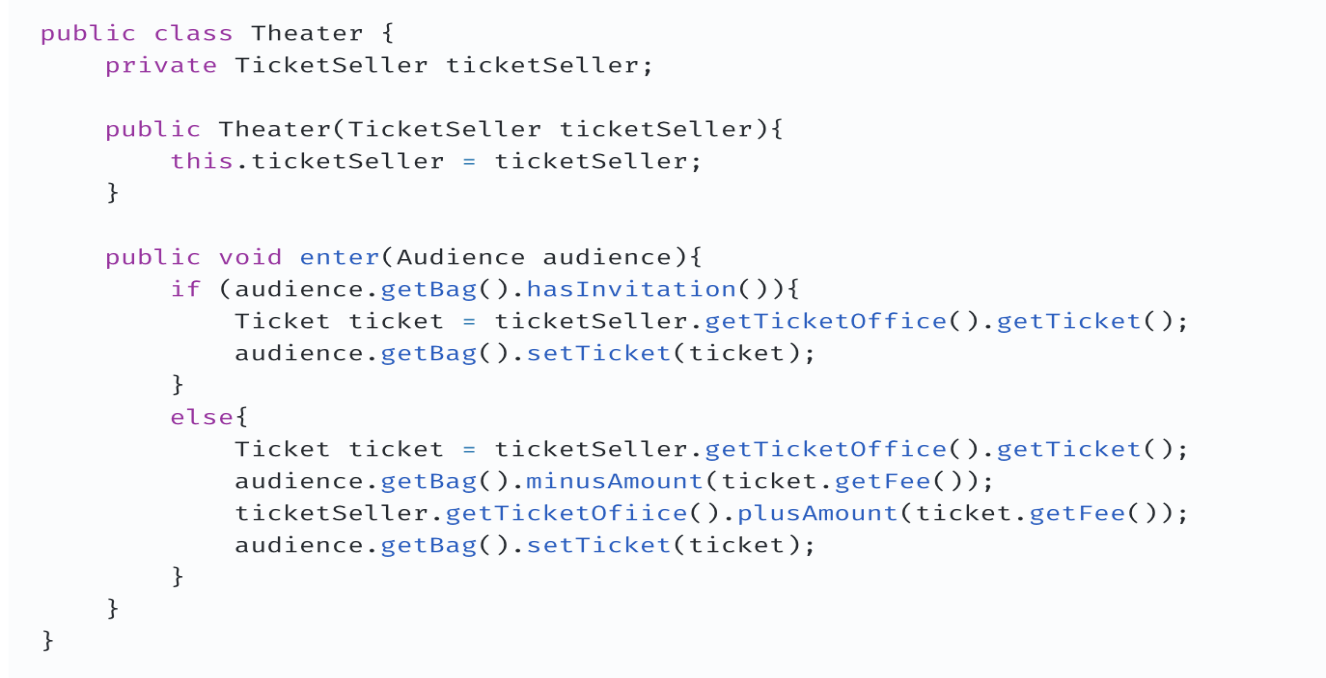 public class Theater {
    private TicketSeller ticketSeller;

    public Theater(TicketSeller ticketSeller){
        this.ticketSeller = ticketSeller;
    }

    public void enter(Audience audience){
        if (audience.getBag().hasInvitation()){
            Ticket ticket = ticketSeller.getTicketOffice().getTicket();
            audience.getBag().setTicket(ticket);
        }
        else{
            Ticket ticket = ticketSeller.getTicketOffice().getTicket();
            audience.getBag().minusAmount(ticket.getFee());
            ticketSeller.getTicketOfiice().plusAmount(ticket.getFee());
            audience.getBag().setTicket(ticket);
        }
    }
}